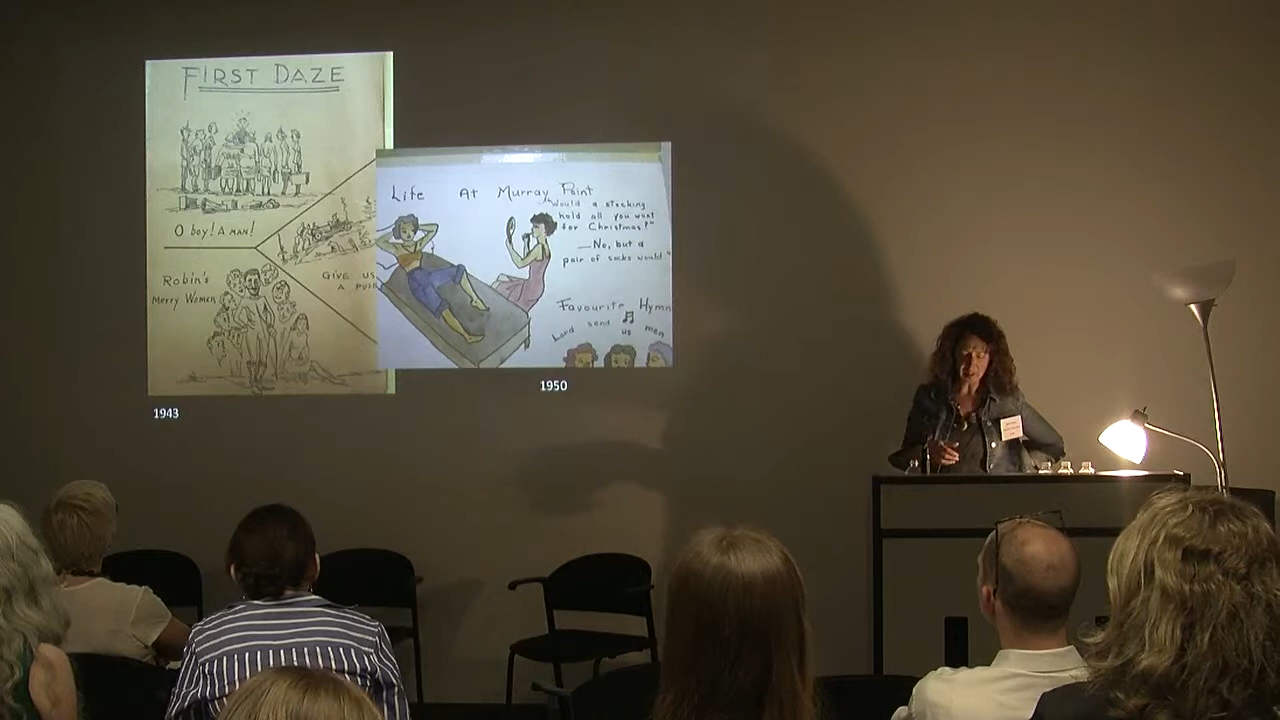 FIRST DAZE
O boy! A MAN!
Robin's
Merry Women
GIVE US
A PUSH
1943
Life At Murray Point
"Would a stocking
hold all you want
for Christmas?"
—No, but a
pair of socks would"
Favourite Hymn
Lord send us men
1950